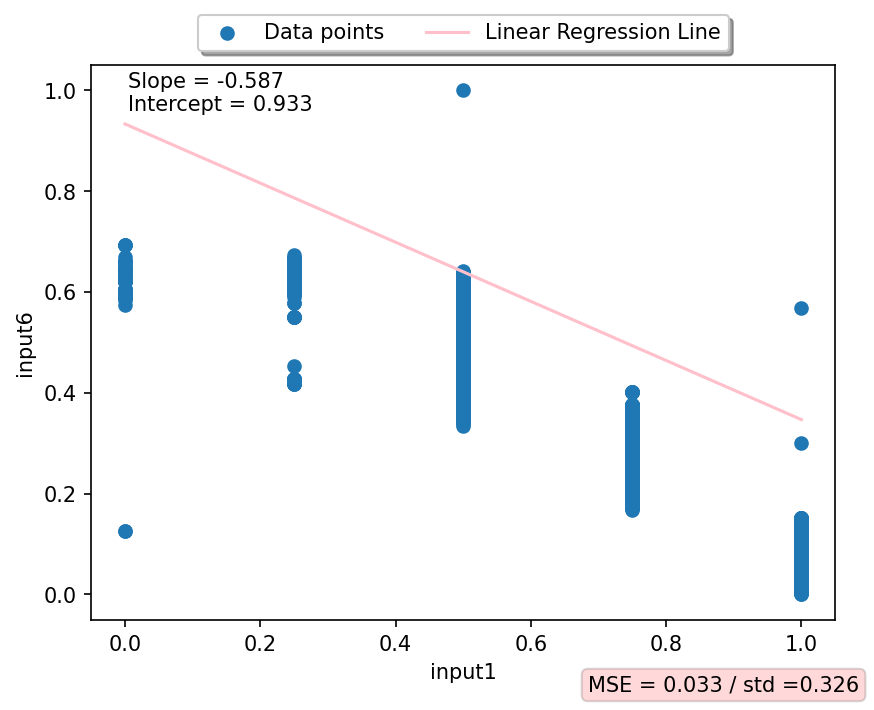 Data points Linear Regression Line
Slope = -0.587
Intercept = 0.933
1.0
0.8
0.6
0.4
0.2
0.0
input6
0.0 0.2 0.4 0.6 0.8 1.0
input1
MSE = 0.033 / std =0.326